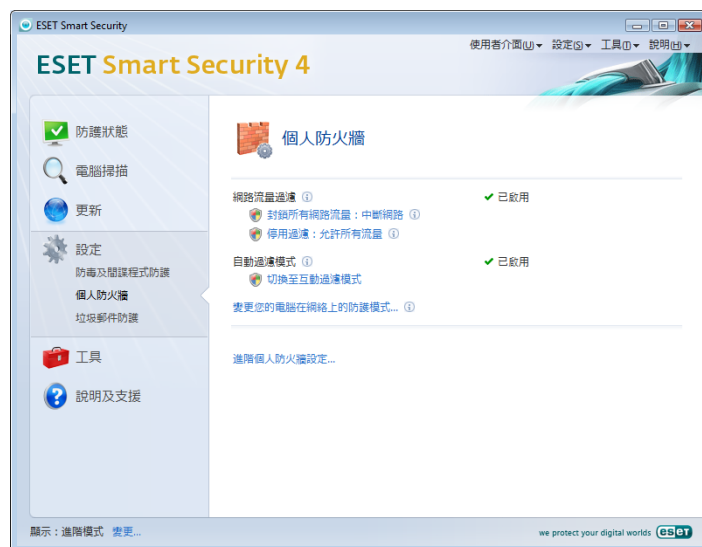 ESET Smart Security
使用者介面(U) 設定(S) 工具(T) 說明(H)
ESET Smart Security 4
防護狀態
電腦掃描
更新
設定
防毒及間諜程式防護
個人防火牆
垃圾郵件防護
工具
說明及支援
個人防火牆
網路流量過濾
已啟用
封鎖所有網路流量：中斷網路
停用過濾：允許所有流量
自動過濾模式
已啟用
切換至互動過濾模式
變更您的電腦在網絡上的防護模式...
進階個人防火牆設定...
顯示：進階模式 變更...
we protect your digital worlds eset